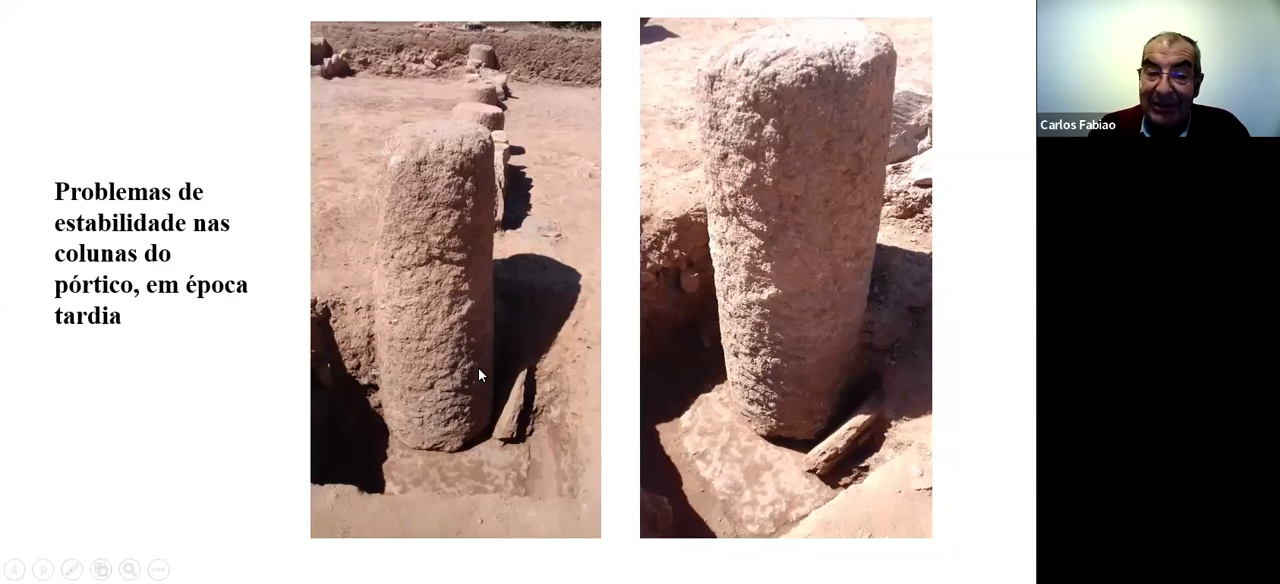 Problemas de
estabilidade nas
colunas do
pórtico, em época
tardia
Carlos Fabiao